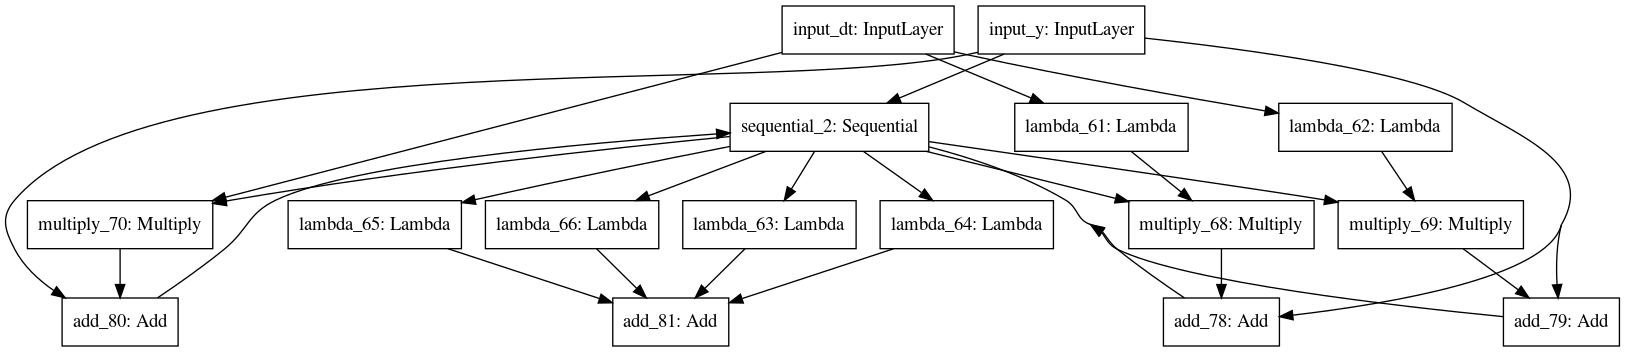 input_dt: InputLayer
input_y: InputLayer
sequential_2: Sequential
lambda_61: Lambda
lambda_62: Lambda
multiply_70: Multiply
lambda_65: Lambda
lambda_66: Lambda
lambda_63: Lambda
lambda_64: Lambda
multiply_68: Multiply
multiply_69: Multiply
add_80: Add
add_81: Add
add_78: Add
add_79: Add